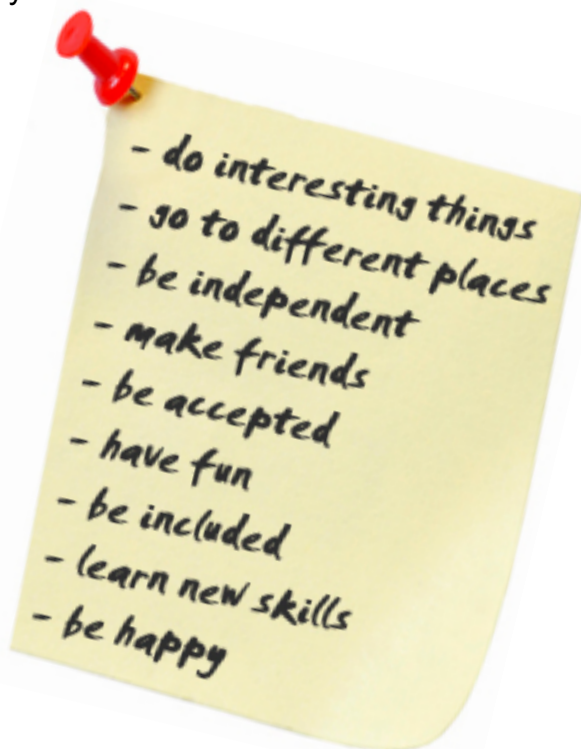 - do interesting things
- go to different places
- be independent
- make friends
- be accepted
- have fun
- be included
- learn new skills
- be happy